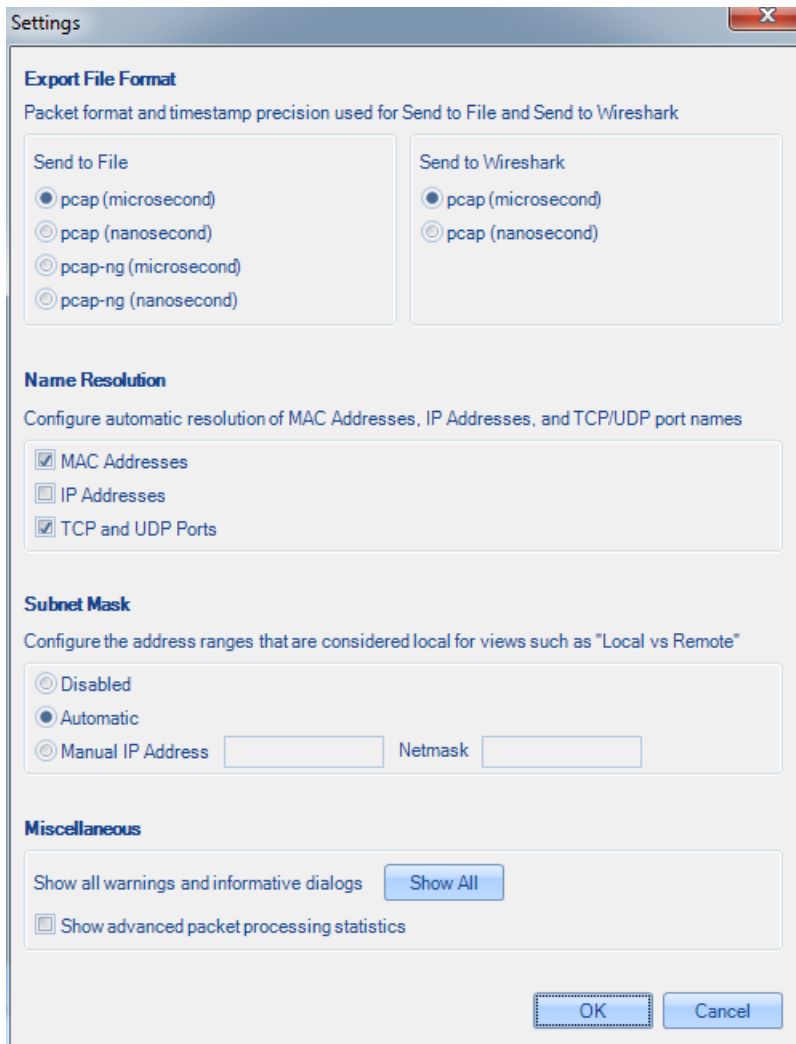 Settings
Export File Format
Packet format and timestamp precision used for Send to File and Send to Wireshark
Send to File
pcap (microsecond)
pcap (nanosecond)
pcap-ng (microsecond)
pcap-ng (nanosecond)
Send to Wireshark
pcap (microsecond)
pcap (nanosecond)
Name Resolution
Configure automatic resolution of MAC Addresses, IP Addresses, and TCP/UDP port names
MAC Addresses
IP Addresses
TCP and UDP Ports
Subnet Mask
Configure the address ranges that are considered local for views such as "Local vs Remote"
Disabled
Automatic
Manual IP Address Netmask
Miscellaneous
Show all warnings and informative dialogs Show All
Show advanced packet processing statistics
OK Cancel